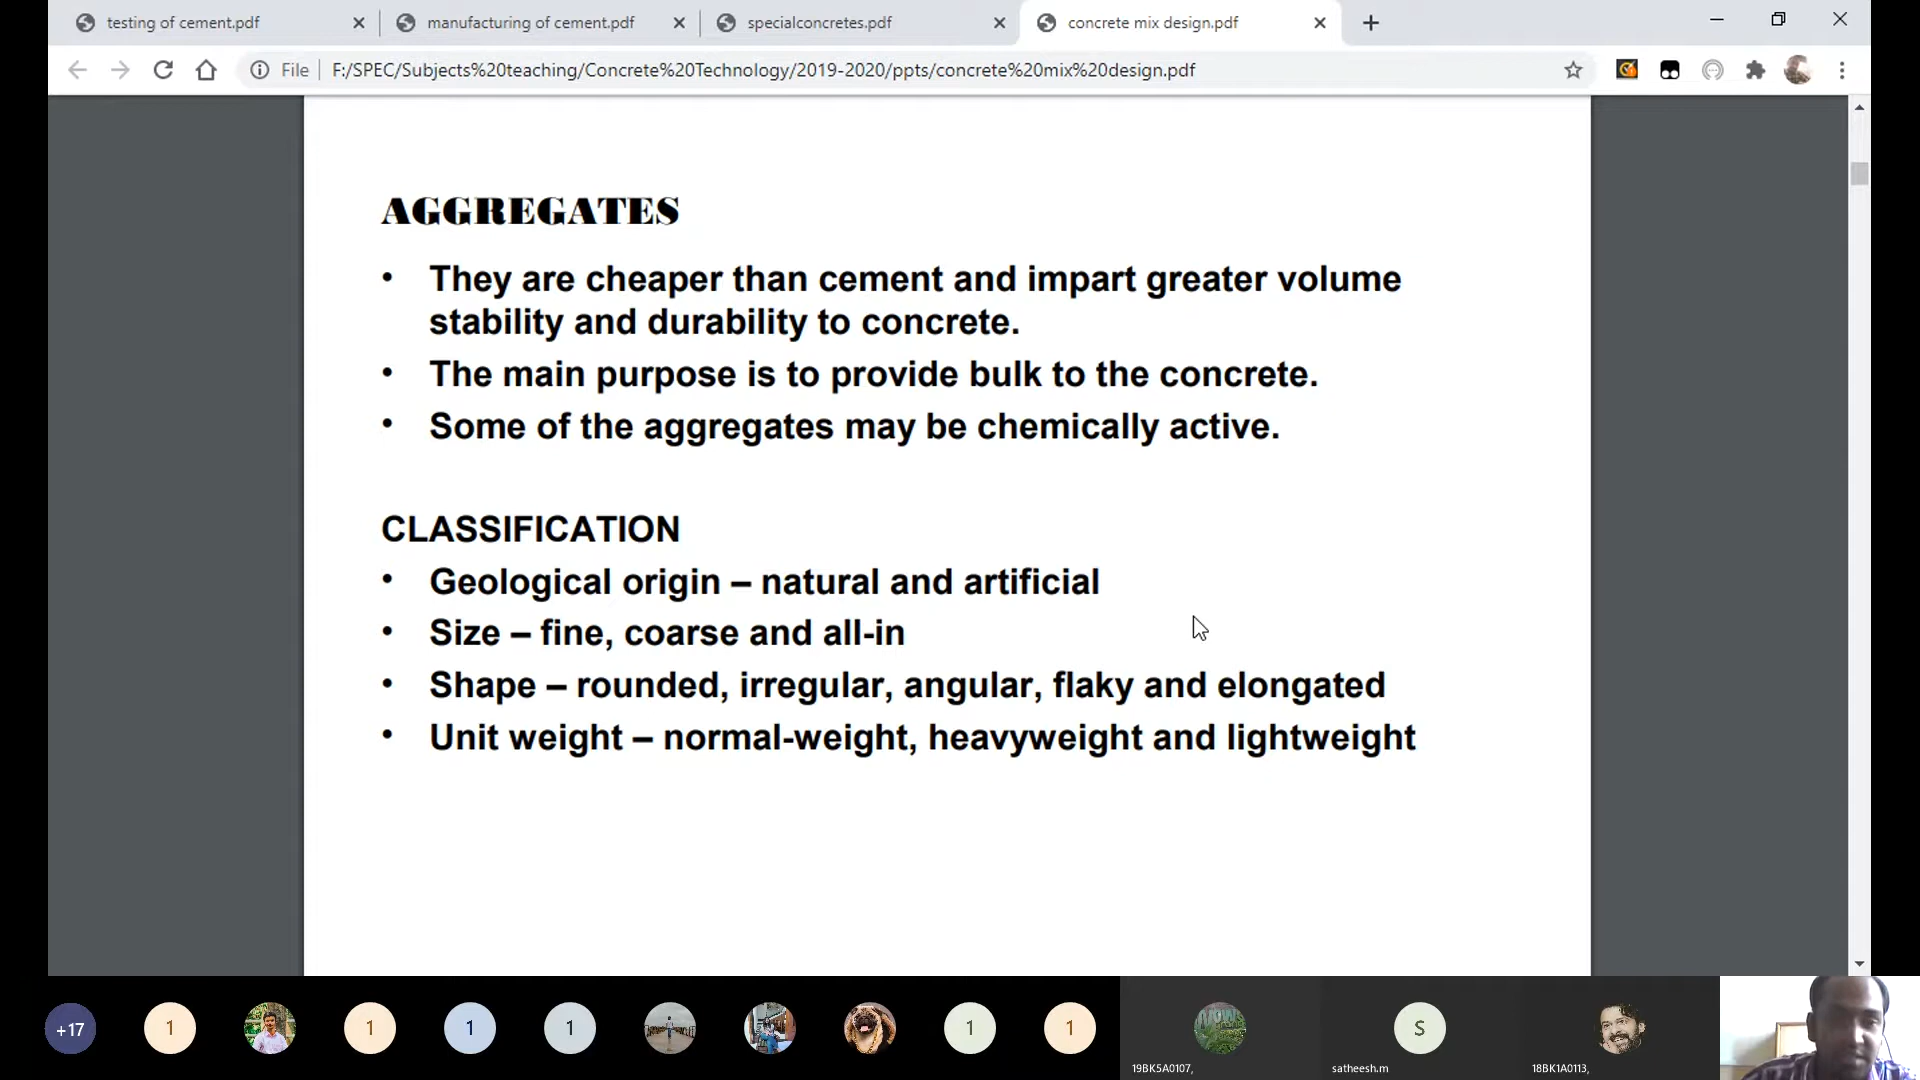 testing of cement.pdf
manufacturing of cement.pdf
specialconcretes.pdf
concrete mix design.pdf
File
F:/SPEC/Subjects%20teaching/Concrete%20Technology/2019-2020/ppts/concrete%20mix%20design.pdf
AGGREGATES
• They are cheaper than cement and impart greater volume
stability and durability to concrete.
• The main purpose is to provide bulk to the concrete.
• Some of the aggregates may be chemically active.
CLASSIFICATION
• Geological origin – natural and artificial
• Size – fine, coarse and all-in
• Shape – rounded, irregular, angular, flaky and elongated
• Unit weight – normal-weight, heavyweight and lightweight
+17
1
1
1
1
1
1
S
19BK5A0107,
satheesh.m
18BK1A0113,